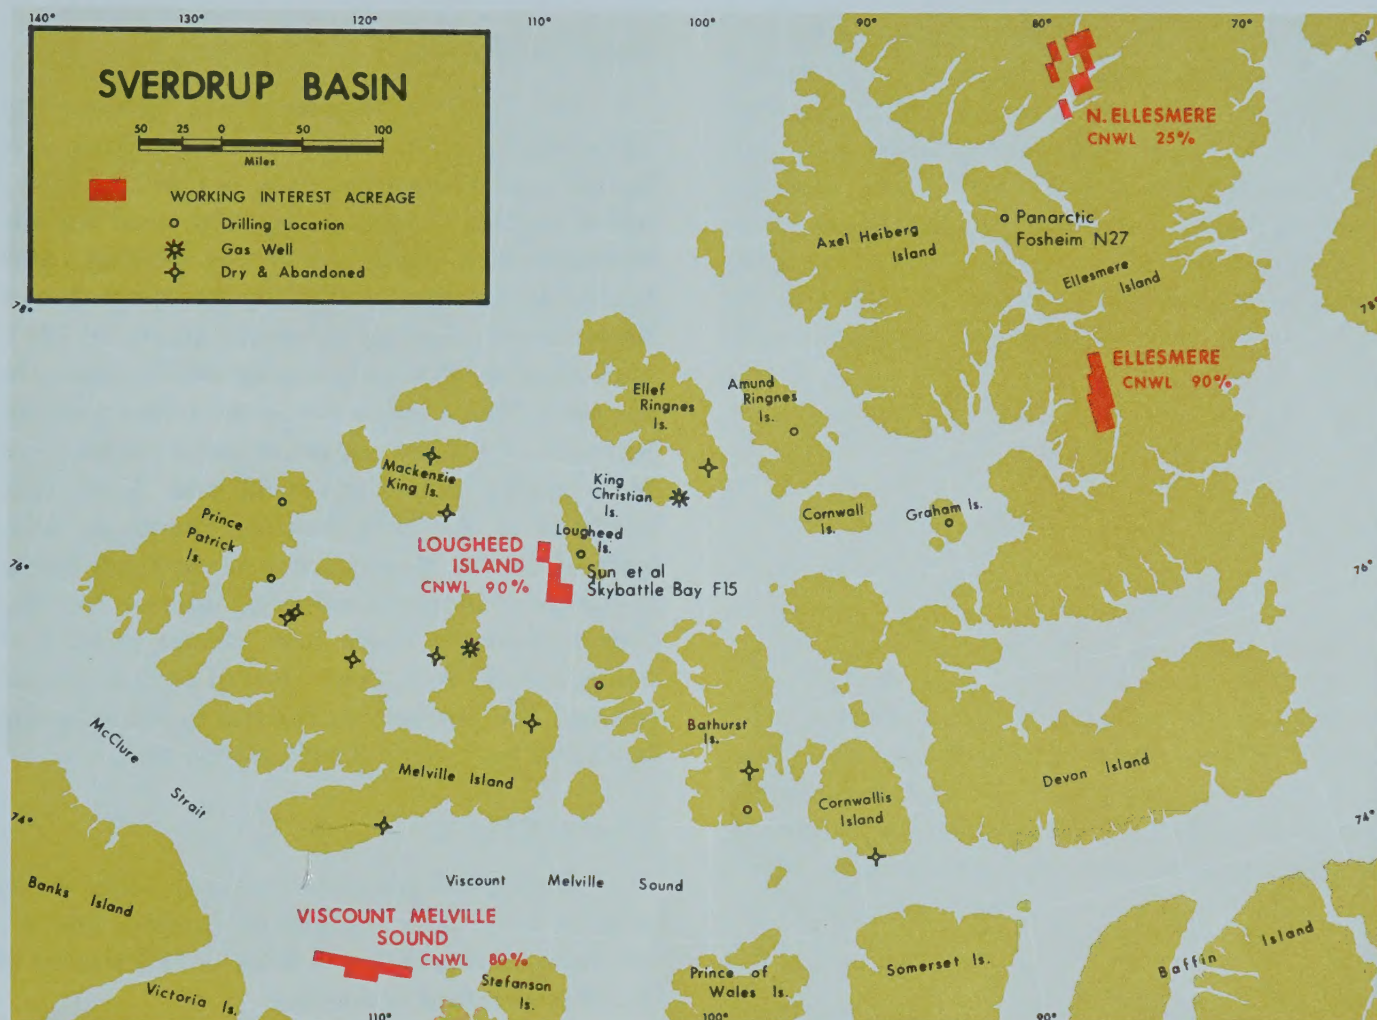 140°
130°
120°
110°
100°
90°
80°
70°
80°
SVERDRUP BASIN
50 25 0 50 100
Miles
WORKING INTEREST ACREAGE
Drilling Location
Gas Well
Dry & Abandoned
N. ELLESMERE
CNWL 25%
Panarctic
Fosheim N27
Axel Heiberg
Island
Ellesmere
Island
78°
78°
ELLESMERE
CNWL 90%
Ellef
Ringnes
Is.
Amund
Ringnes
Is.
Mackenzie
King Is.
King
Christian
Is.
Cornwall
Is.
Graham Is.
Prince
Patrick
Is.
Lougheed
Is.
LOUGHEED
ISLAND
CNWL 90%
Sun et al
Skybattle Bay F15
76°
76°
McClure
Strait
Melville Island
Bathurst
Is.
Cornwallis
Island
Devon Island
74°
74°
Banks Island
Viscount Melville Sound
VISCOUNT MELVILLE
SOUND
CNWL 80%
Victoria Is.
Stefanson
Is.
Prince of
Wales Is.
Somerset Is.
Baffin Island
110°
100°
90°